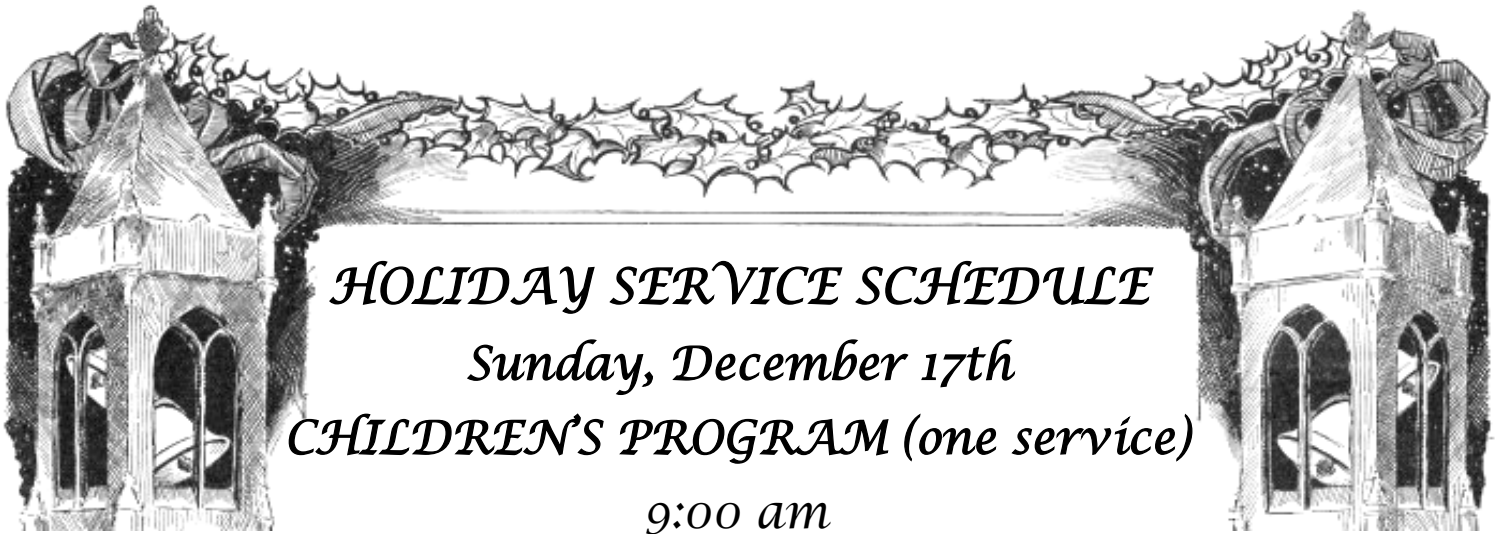 HOLIDAY SERVICE SCHEDULE
Sunday, December 17th
CHILDREN'S PROGRAM (one service)
9:00 am